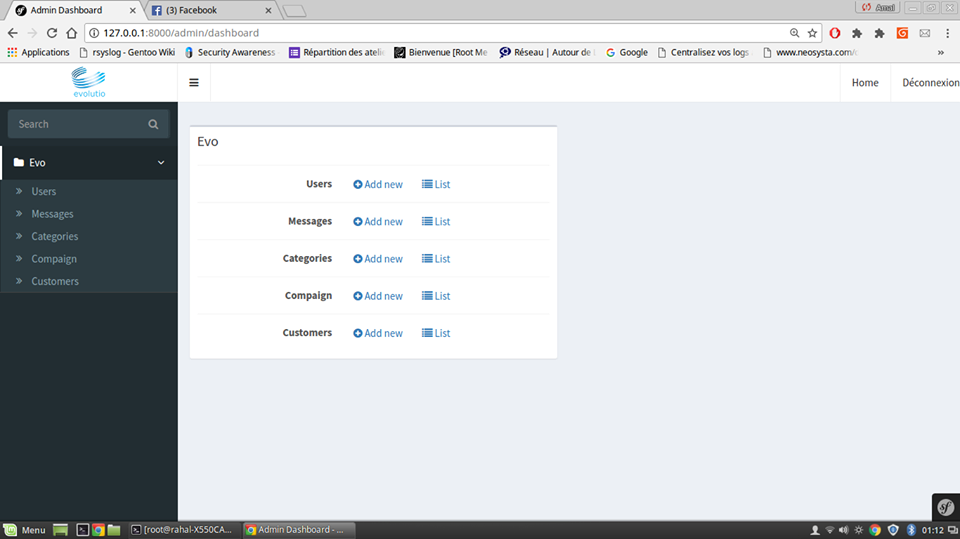 Admin Dashboard
(3) Facebook
Amal
127.0.0.1:8000/admin/dashboard
Applications
rsyslog - Gentoo Wiki
Security Awareness
Répartition des atelie
Bienvenue [Root Me
Réseau | Autour de
Google
Centralisez vos logs
www.neosysta.com/
evolutio
Home
Déconnexion
Search
Evo
Users
Messages
Categories
Compaign
Customers
Evo
Users Add new List
Messages Add new List
Categories Add new List
Compaign Add new List
Customers Add new List
sf
Menu
[root@rahal-X550CA...
Admin Dashboard - ...
01:12